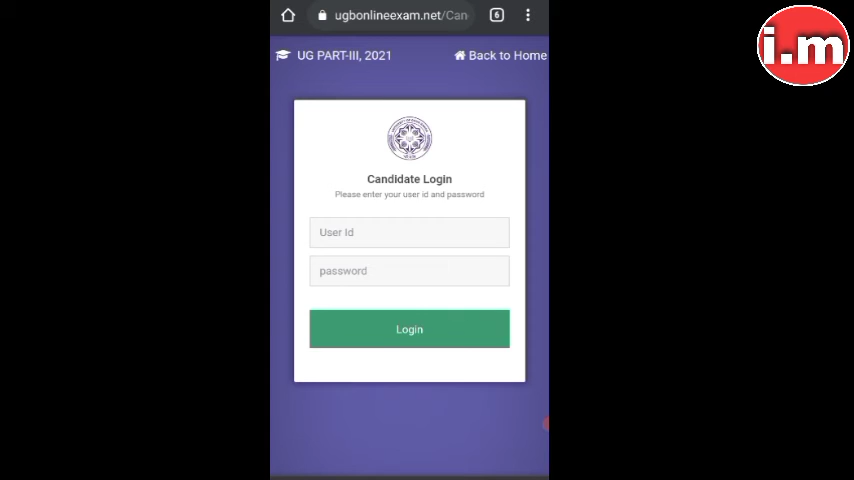 ugbonlineexam.net/Can
6
i.m
UG PART-III, 2021
Back to Home
Candidate Login
Please enter your user id and password
User Id
password
Login